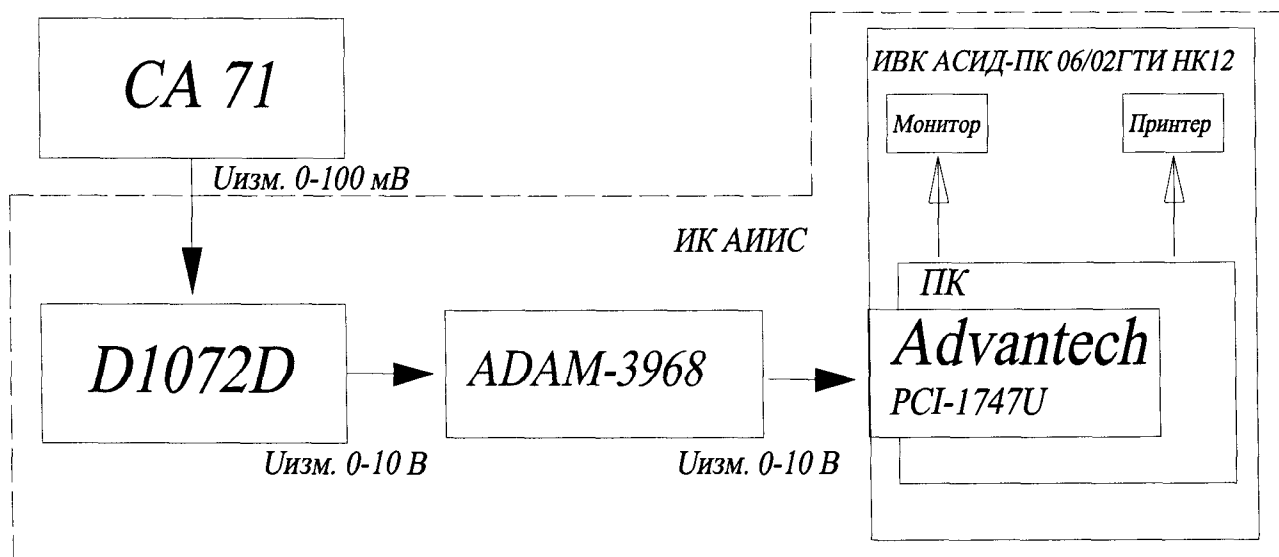 СА 71
Uизм. 0-100 мВ
ИК АИИС
D1072D
Uизм. 0-10 В
ADAM-3968
Uизм. 0-10 В
ИВК АСИД-ПК 06/02ГТИ НК12
Монитор
Принтер
ПК
Advantech
PCI-1747U